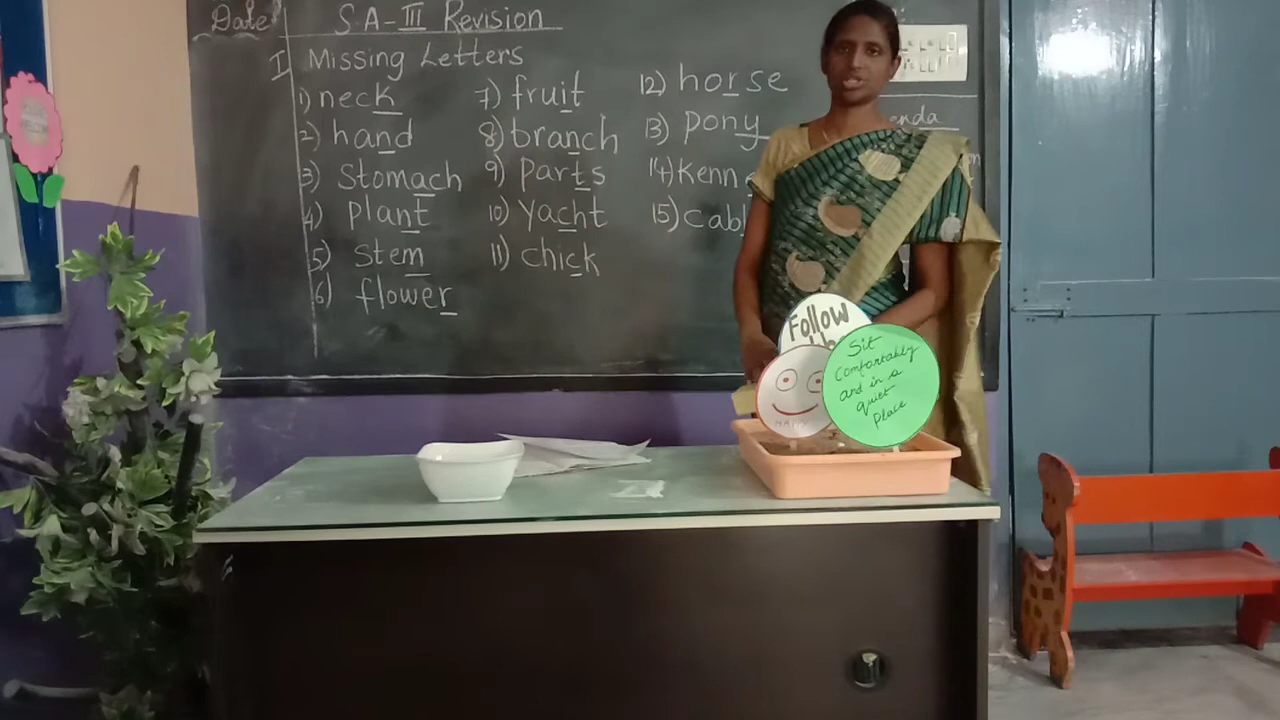 Date
S.A-III Revision
I Missing Letters
1) neck
2) hand
3) stomach
4) plant
5) stem
6) flower
7) fruit
8) branch
9) parts
10) yacht
11) chick
12) horse
13) pony
14) Kenn
15) cab
enda
Follow
Sit
Comfortably
and in a
quiet
Place